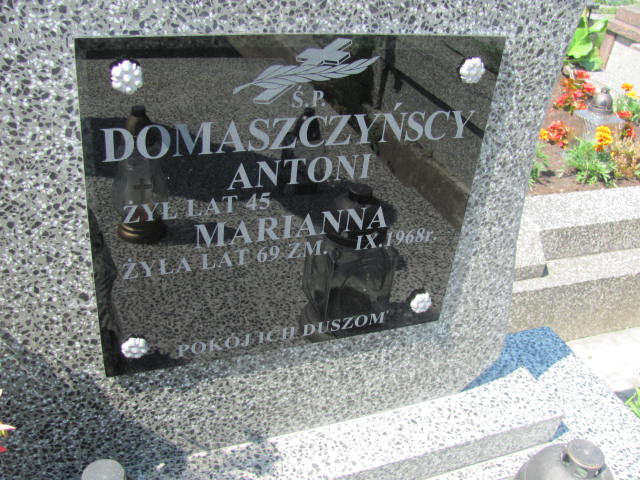 Ś.P.
DOMASZCZYŃSCY
ANTONI
ŻYŁ LAT 45
MARIANNA
ŻYŁA LAT 69 ZM. IX.1968r.
POKÓJ ICH DUSZOM